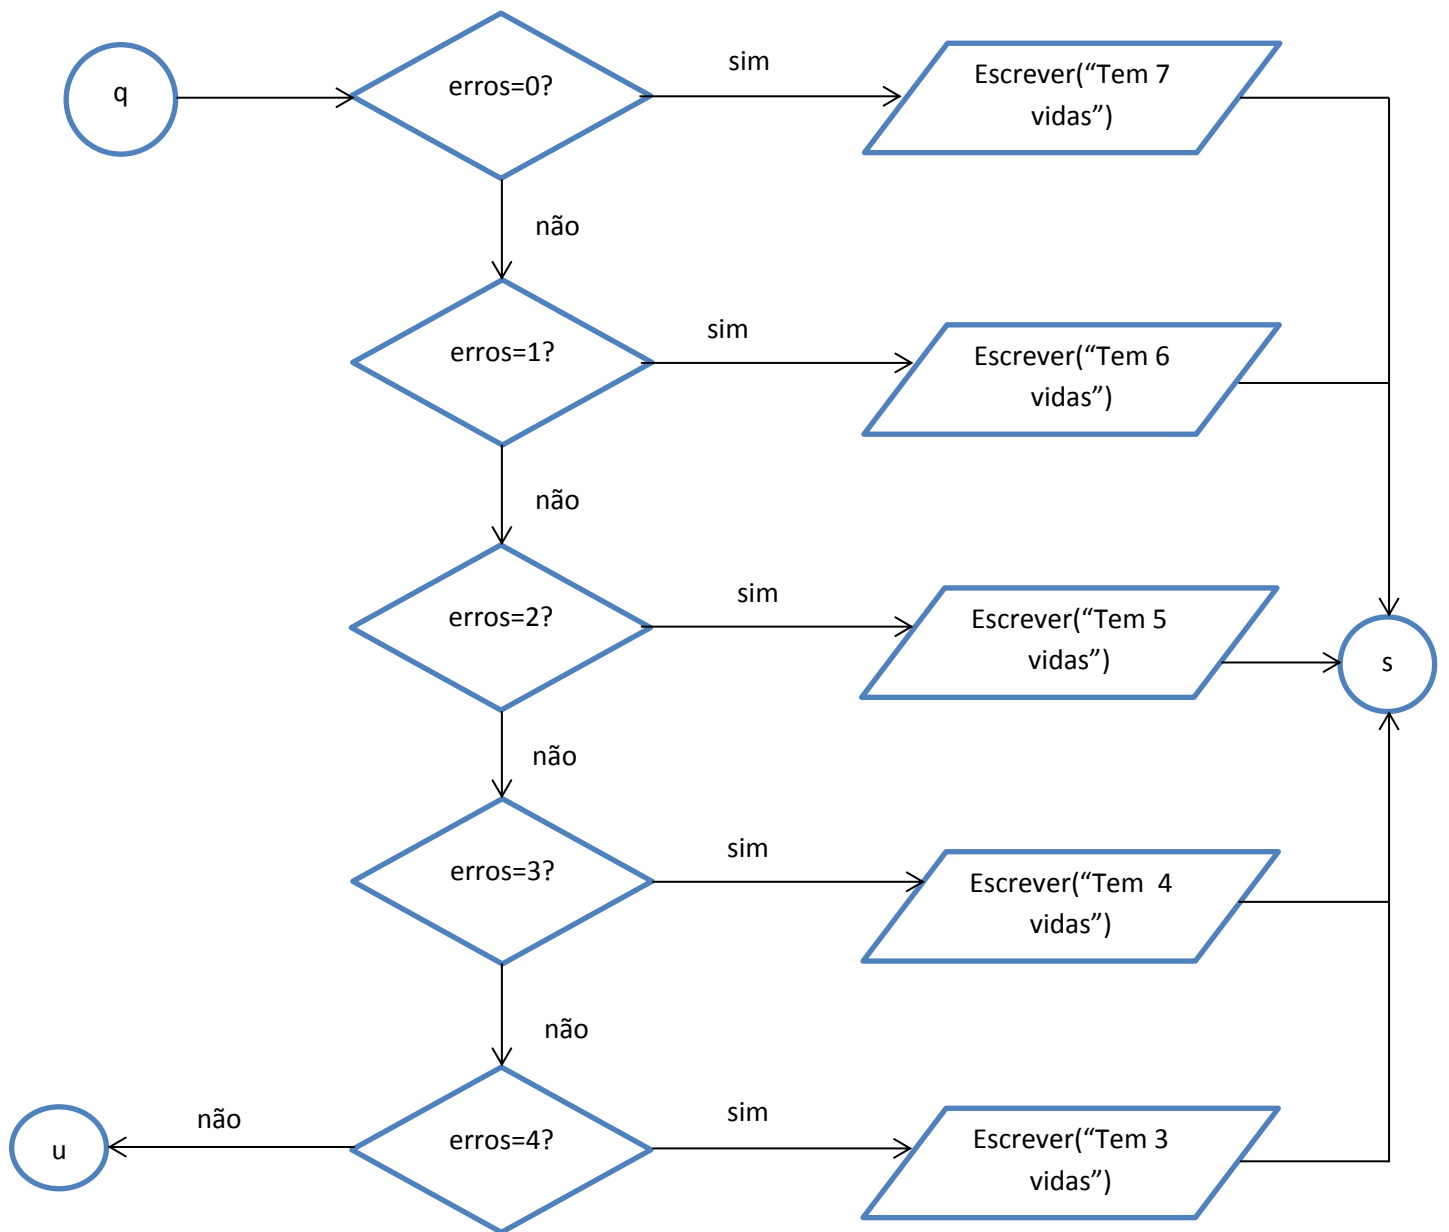 q
erros=0?
sim
Escrever(“Tem 7
vidas”)
não
erros=1?
sim
Escrever(“Tem 6
vidas”)
não
erros=2?
sim
Escrever(“Tem 5
vidas”)
s
não
erros=3?
sim
Escrever(“Tem  4
vidas”)
não
u
não
erros=4?
sim
Escrever(“Tem 3
vidas”)